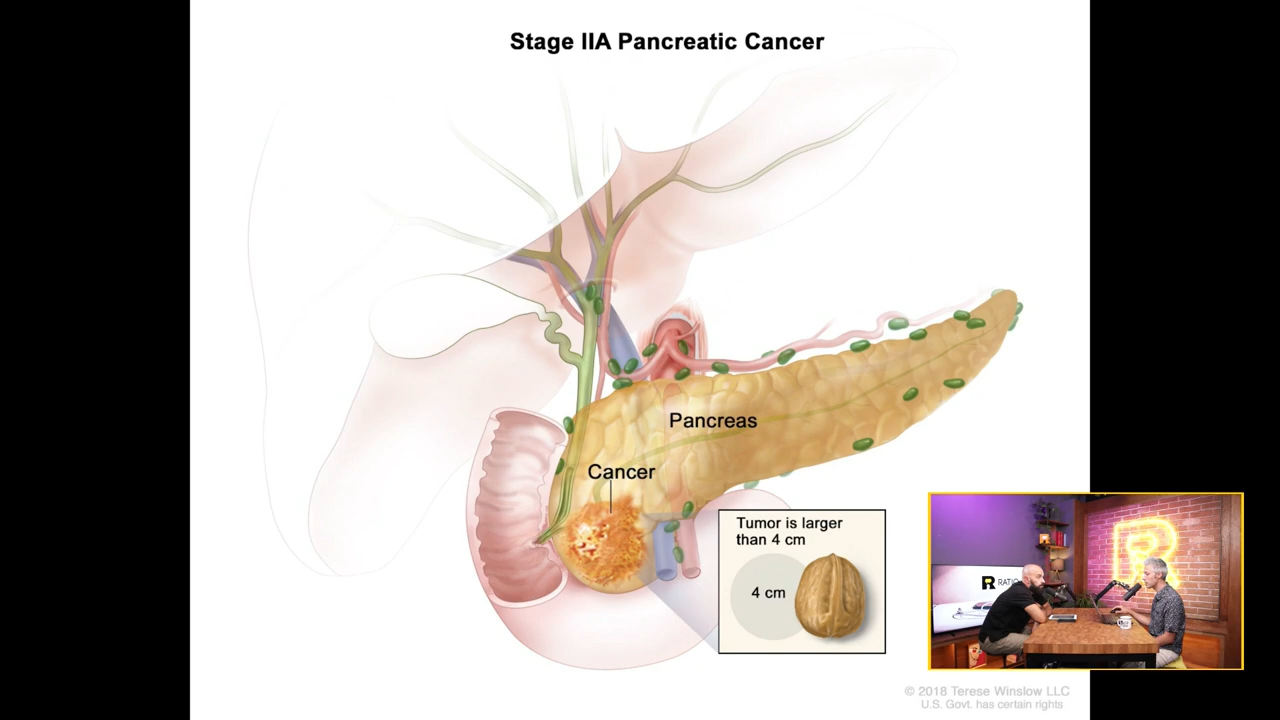 Stage IIA Pancreatic Cancer
Pancreas
Cancer
Tumor is larger
than 4 cm
4 cm
R
R RATIO
© 2018 Terese Winslow LLC
U.S. Govt. has certain rights